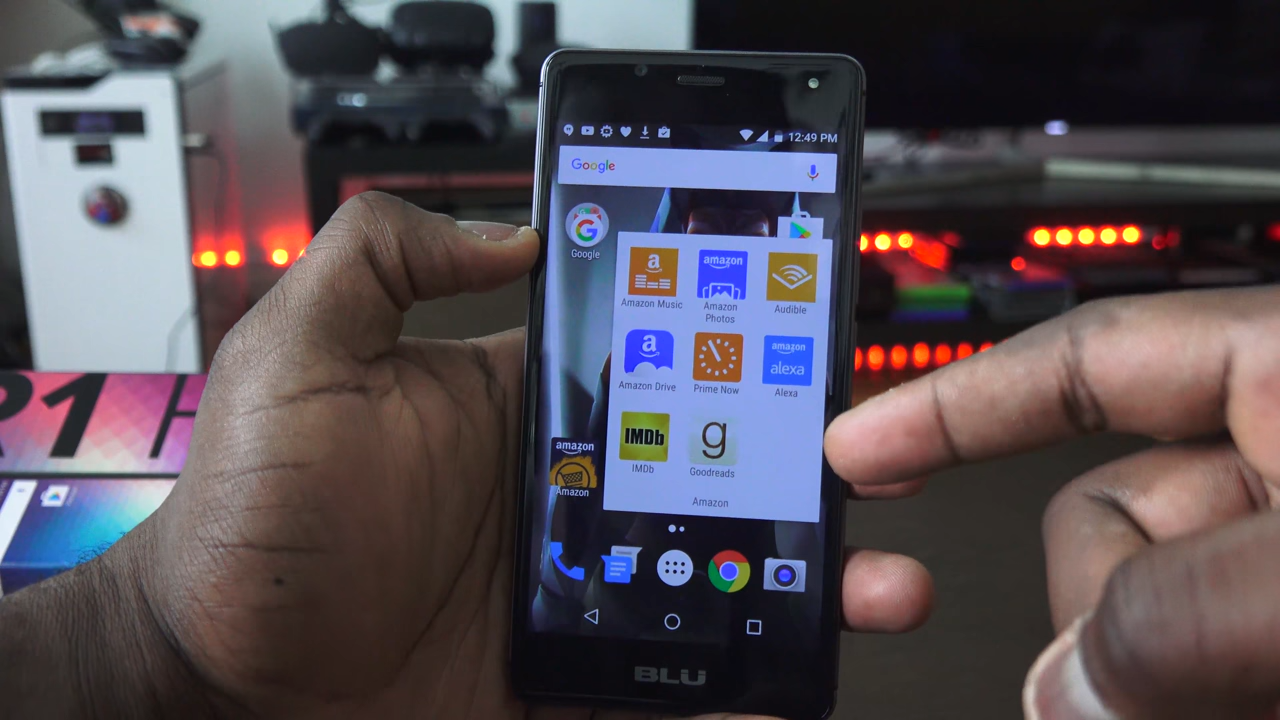 12:49 PM
Google
Google
amazon
Amazon Music
amazon
Amazon
Photos
Audible
Amazon Drive
Prime Now
amazon
alexa
Alexa
IMDb
IMDb
g
Goodreads
Amazon
amazon
Amazon
BLU
R1 H